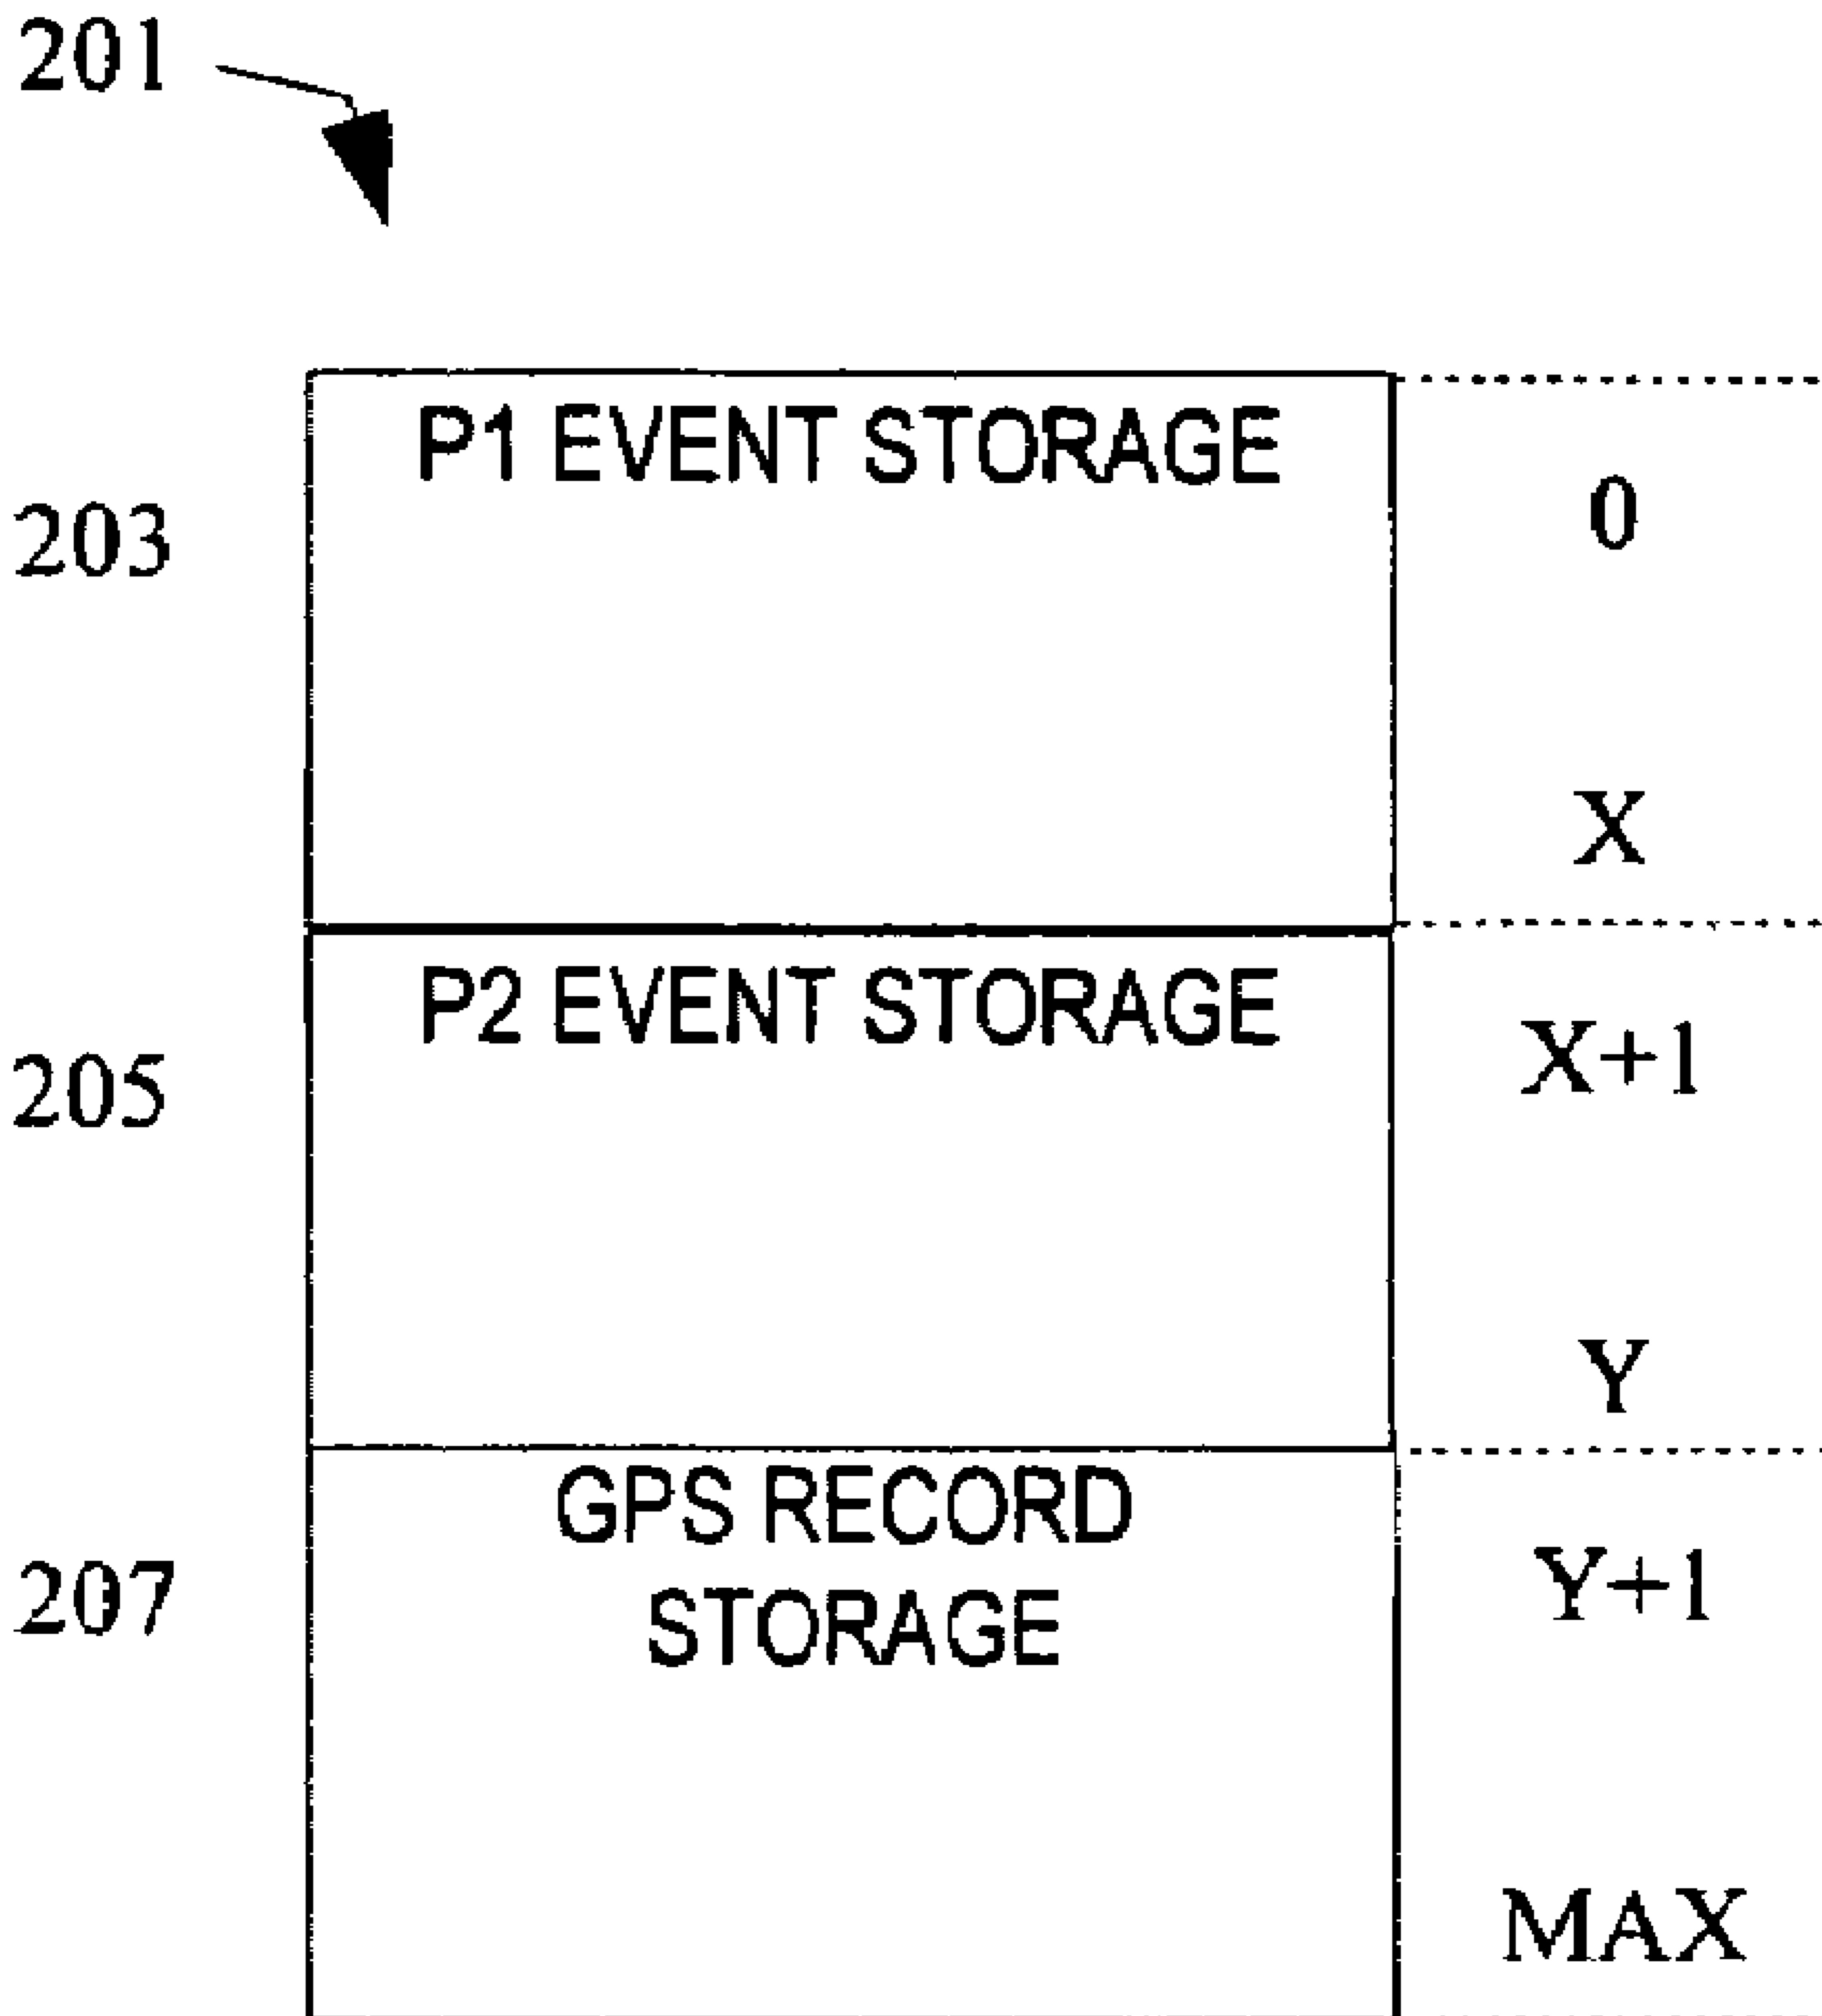 201
P1 EVENT STORAGE
203
0
X
P2 EVENT STORAGE
205
X+1
Y
GPS RECORD
STORAGE
207
Y+1
MAX